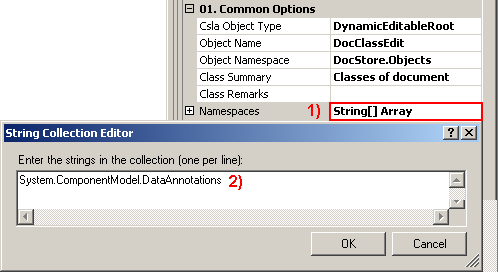 01. Common Options
Csla Object Type DynamicEditableRoot
Object Name DocClassEdit
Object Namespace DocStore.Objects
Class Summary Classes of document
Class Remarks
Namespaces 1) String[] Array
String Collection Editor
Enter the strings in the collection (one per line):
System.ComponentModel.DataAnnotations 2)
OK Cancel